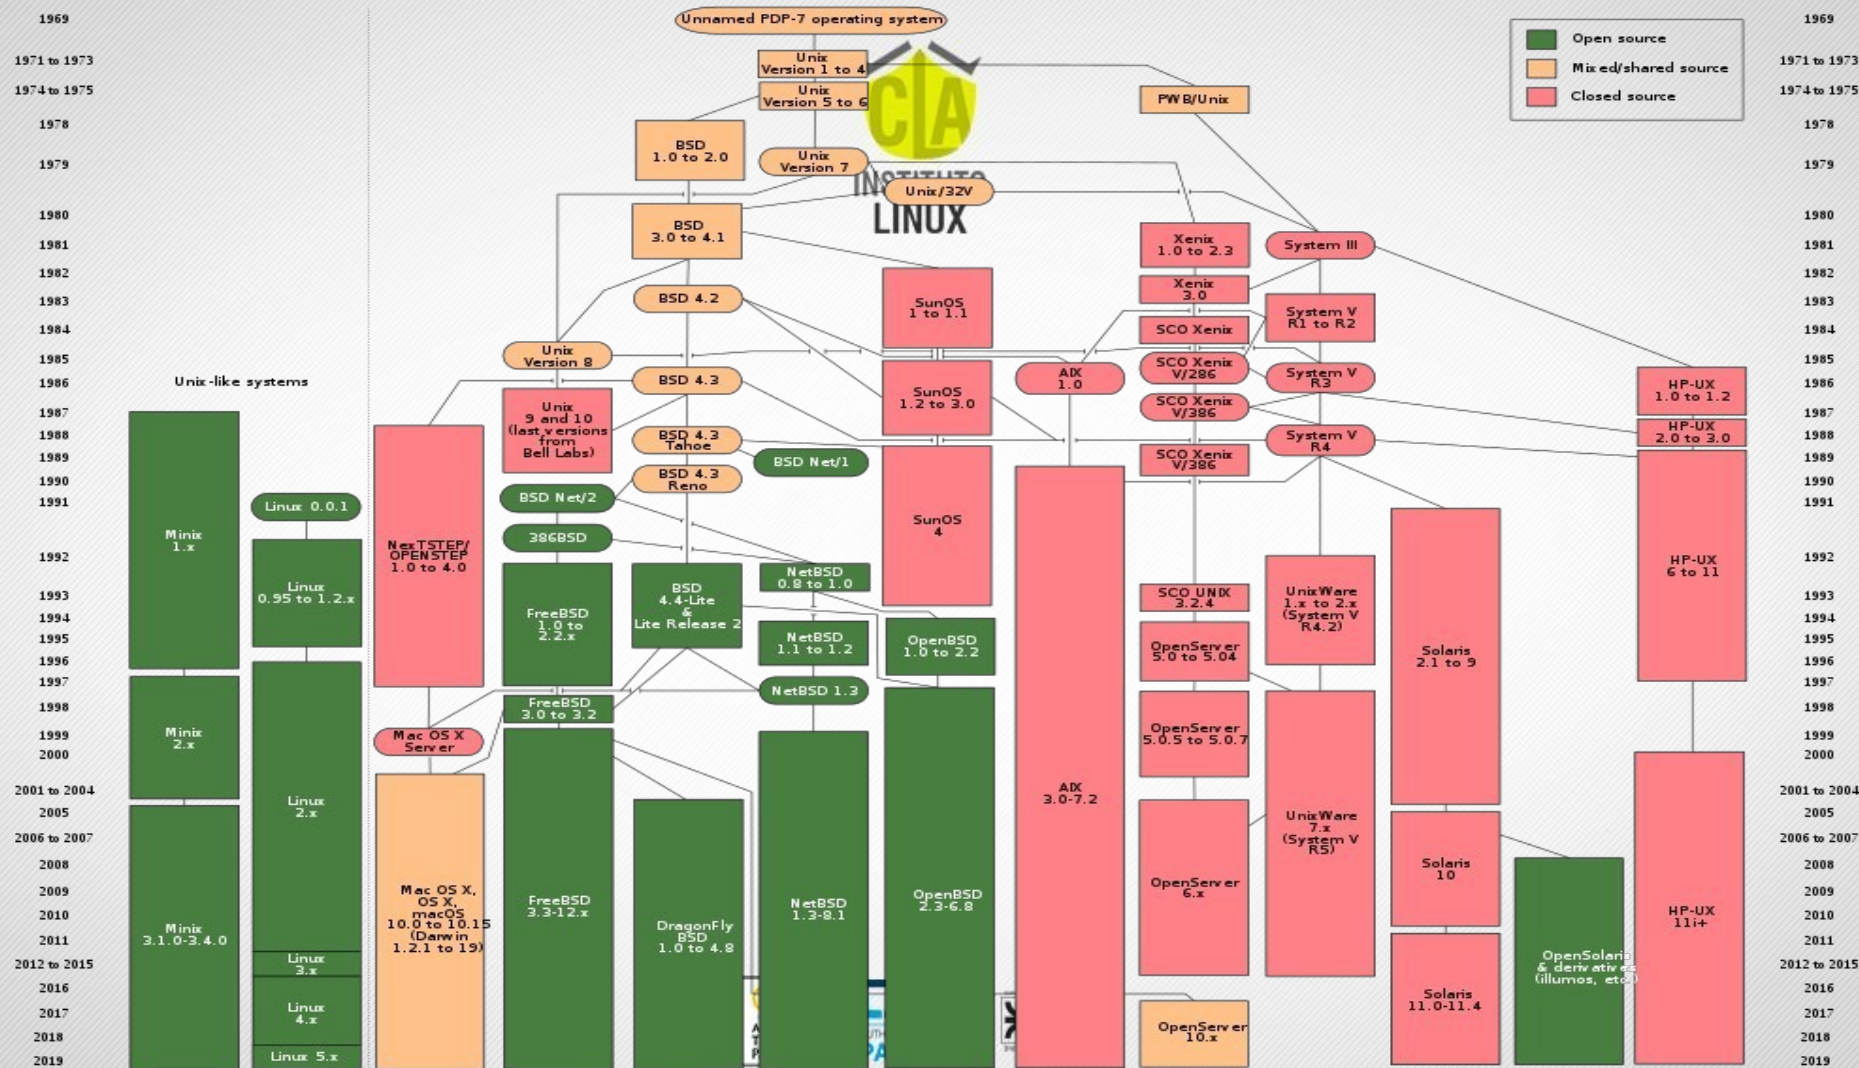 1969
1971 to 1973
1974 to 1975
1978
1979
1980
1981
1982
1983
1984
1985
1986
1987
1988
1989
1990
1991
1992
1993
1994
1995
1996
1997
1998
1999
2000
2001 to 2004
2005
2006 to 2007
2008
2009
2010
2011
2012 to 2015
2016
2017
2018
2019
Unix-like systems
Minix
1.x
Minix
2.x
Minix
3.1.0-3.4.0
Linux 0.0.1
Linux
0.95 to 1.2.x
Linux
2.x
Linux
3.x
Linux
4.x
Linux 5.x
NexTSTEP/
OPENSTEP
1.0 to 4.0
Mac OS X
Server
Mac OS X,
OS X,
macOS
10.0 to 10.15
(Darwin
1.2.1 to 19)
Unnamed PDP-7 operating system
Unix
Version 1 to 4
Unix
Version 5 to 6
BSD
1.0 to 2.0
Unix
Version 7
Unix/32V
CLA
INSTITUTO
LINUX
PWB/Unix
BSD
3.0 to 4.1
BSD 4.2
Unix
Version 8
BSD 4.3
Unix
9 and 10
(last versions
from
Bell Labs)
BSD 4.3
Tahoe
BSD Net/1
BSD 4.3
Reno
BSD Net/2
386BSD
FreeBSD
1.0 to
2.2.x
FreeBSD
3.0 to 3.2
FreeBSD
3.3-12.x
BSD
4.4-Lite
&
Lite Release 2
DragonFly
BSD
1.0 to 4.8
NetBSD
0.8 to 1.0
NetBSD
1.1 to 1.2
NetBSD 1.3
NetBSD
1.3-8.1
SunOS
1 to 1.1
SunOS
1.2 to 3.0
SunOS
4
OpenBSD
1.0 to 2.2
OpenBSD
2.3-6.8
AIX
1.0
AIX
3.0-7.2
Xenix
1.0 to 2.3
Xenix
3.0
SCO Xenix
SCO Xenix
V/286
SCO Xenix
V/386
SCO Xenix
V/386
SCO UNIX
3.2.4
OpenServer
5.0 to 5.04
OpenServer
5.0.5 to 5.0.7
OpenServer
6.x
OpenServer
10.x
System III
System V
R1 to R2
System V
R3
System V
R4
UnixWare
1.x to 2.x
(System V
R4.2)
UnixWare
7.x
(System V
R5)
Solaris
2.1 to 9
Solaris
10
Solaris
11.0-11.4
OpenSolaris
& derivatives
(illumos, etc.)
HP-UX
1.0 to 1.2
HP-UX
2.0 to 3.0
HP-UX
6 to 11
HP-UX
11i+
Open source
Mixed/shared source
Closed source
1969
1971 to 1973
1974 to 1975
1978
1979
1980
1981
1982
1983
1984
1985
1986
1987
1988
1989
1990
1991
1992
1993
1994
1995
1996
1997
1998
1999
2000
2001 to 2004
2005
2006 to 2007
2008
2009
2010
2011
2012 to 2015
2016
2017
2018
2019